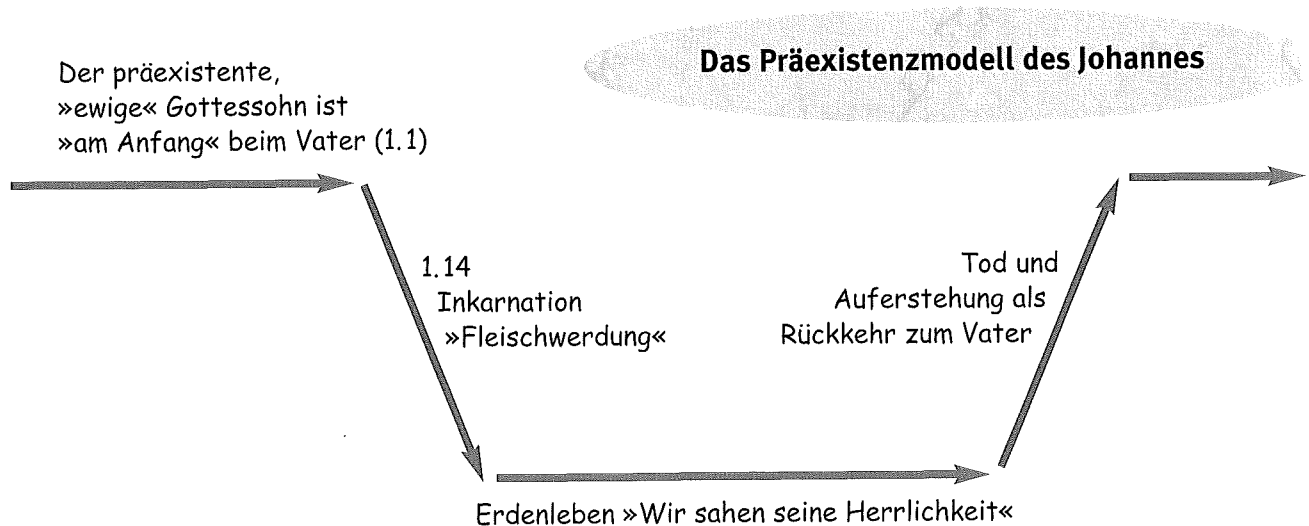 Das Präexistenzmodell des Johannes
Der präexistente,
»ewige« Gottessohn ist
»am Anfang« beim Vater (1.1)
1.14
Inkarnation
»Fleischwerdung«
Tod und
Auferstehung als
Rückkehr zum Vater
Erdenleben »Wir sahen seine Herrlichkeit«